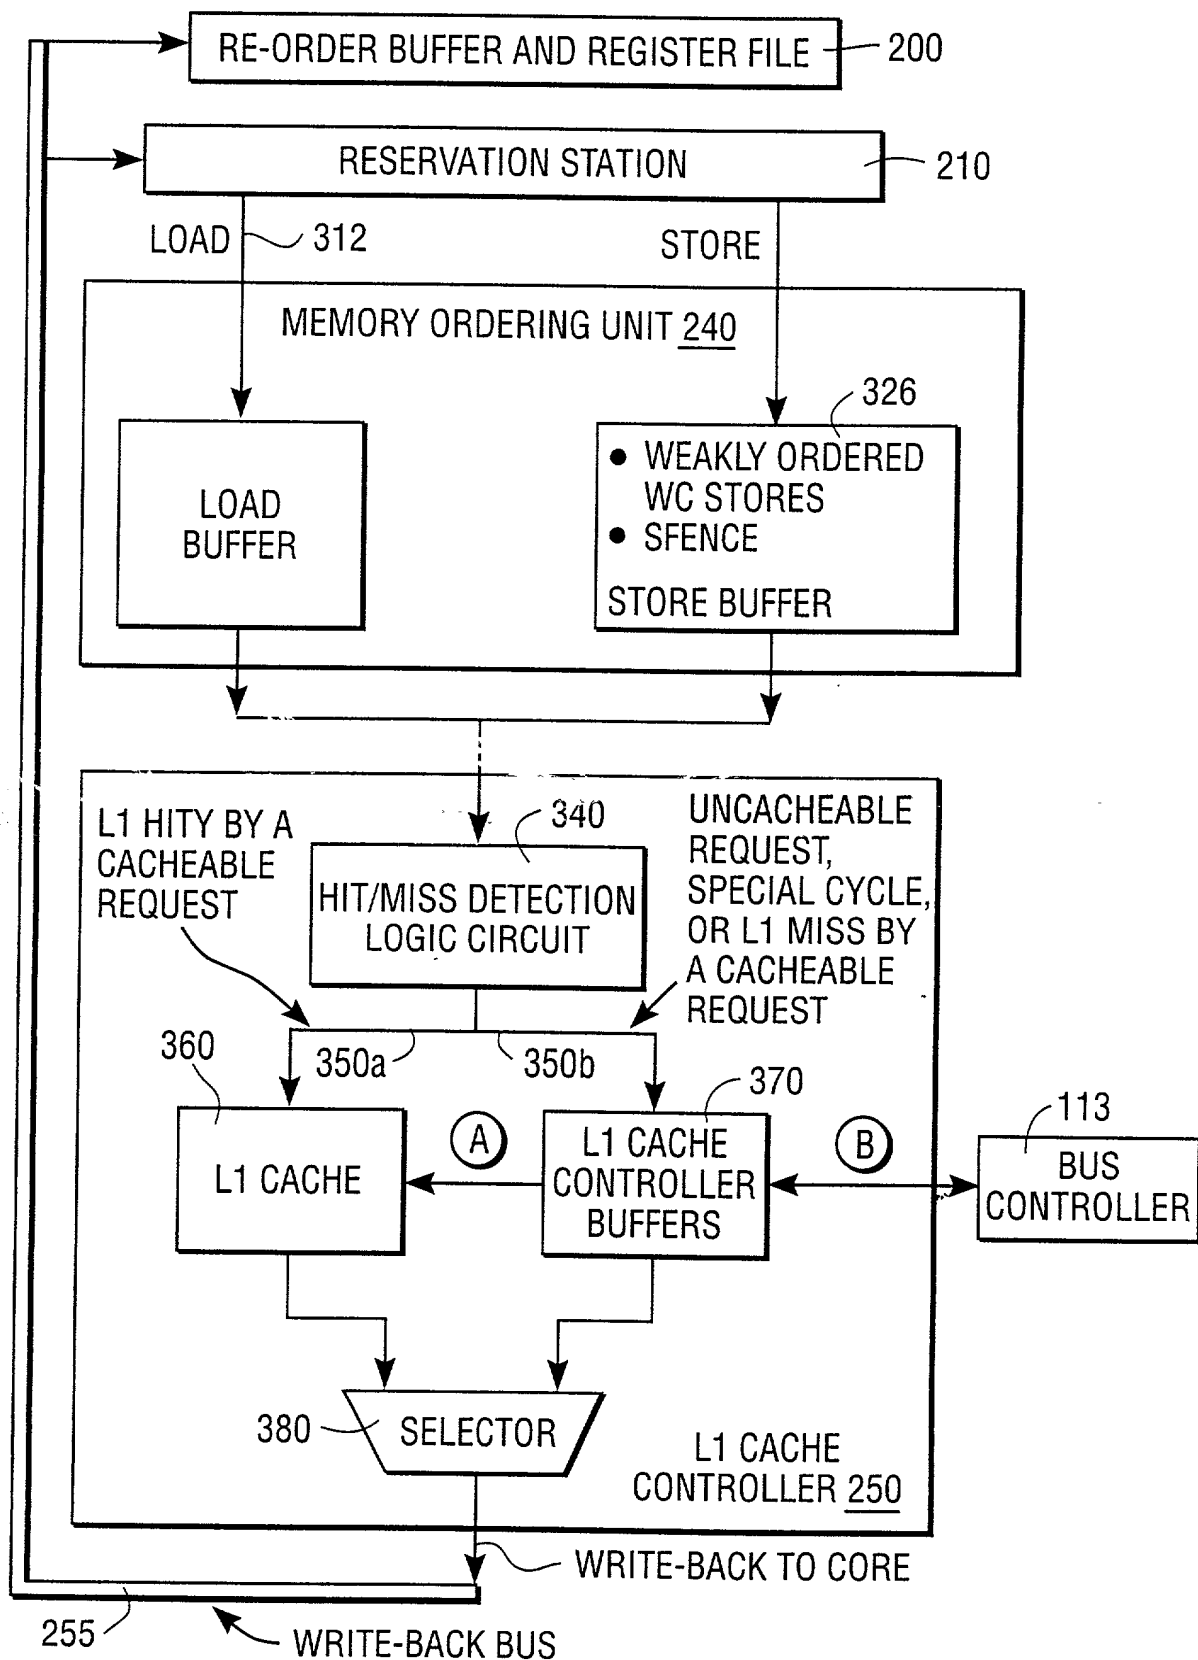 RE-ORDER BUFFER AND REGISTER FILE
200
RESERVATION STATION
210
LOAD
312
STORE
MEMORY ORDERING UNIT 240
326
LOAD
BUFFER
● WEAKLY ORDERED
WC STORES
● SFENCE
STORE BUFFER
L1 HITY BY A
CACHEABLE
REQUEST
340
HIT/MISS DETECTION
LOGIC CIRCUIT
UNCACHEABLE
REQUEST,
SPECIAL CYCLE,
OR L1 MISS BY
A CACHEABLE
REQUEST
350a
350b
360
L1 CACHE
A
370
L1 CACHE
CONTROLLER
BUFFERS
B
113
BUS
CONTROLLER
380
SELECTOR
L1 CACHE
CONTROLLER 250
WRITE-BACK TO CORE
255
WRITE-BACK BUS